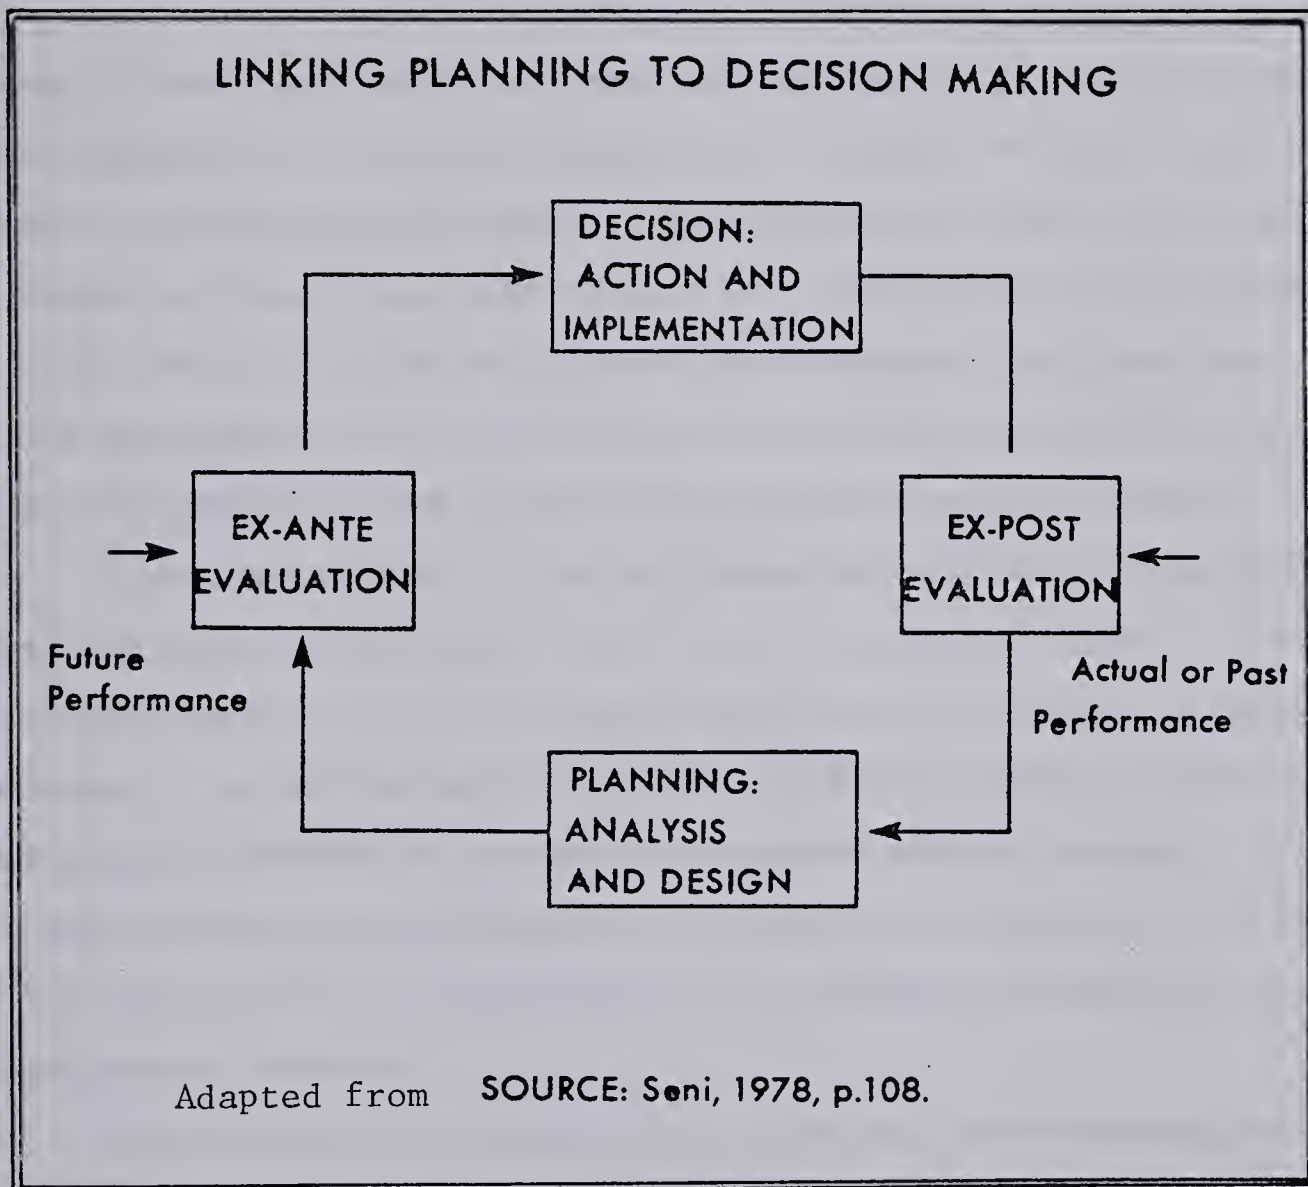 LINKING PLANNING TO DECISION MAKING
DECISION:
ACTION AND
IMPLEMENTATION
EX-ANTE
EVALUATION
EX-POST
EVALUATION
Future
Performance
Actual or Past
Performance
PLANNING:
ANALYSIS
AND DESIGN
Adapted from SOURCE: Seni, 1978, p.108.